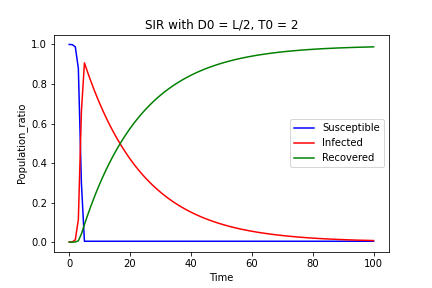 SIR with D0 = L/2, T0 = 2
Population_ratio
1.0
0.8
0.6
0.4
0.2
0.0
Susceptible
Infected
Recovered
0 20 40 60 80 100
Time